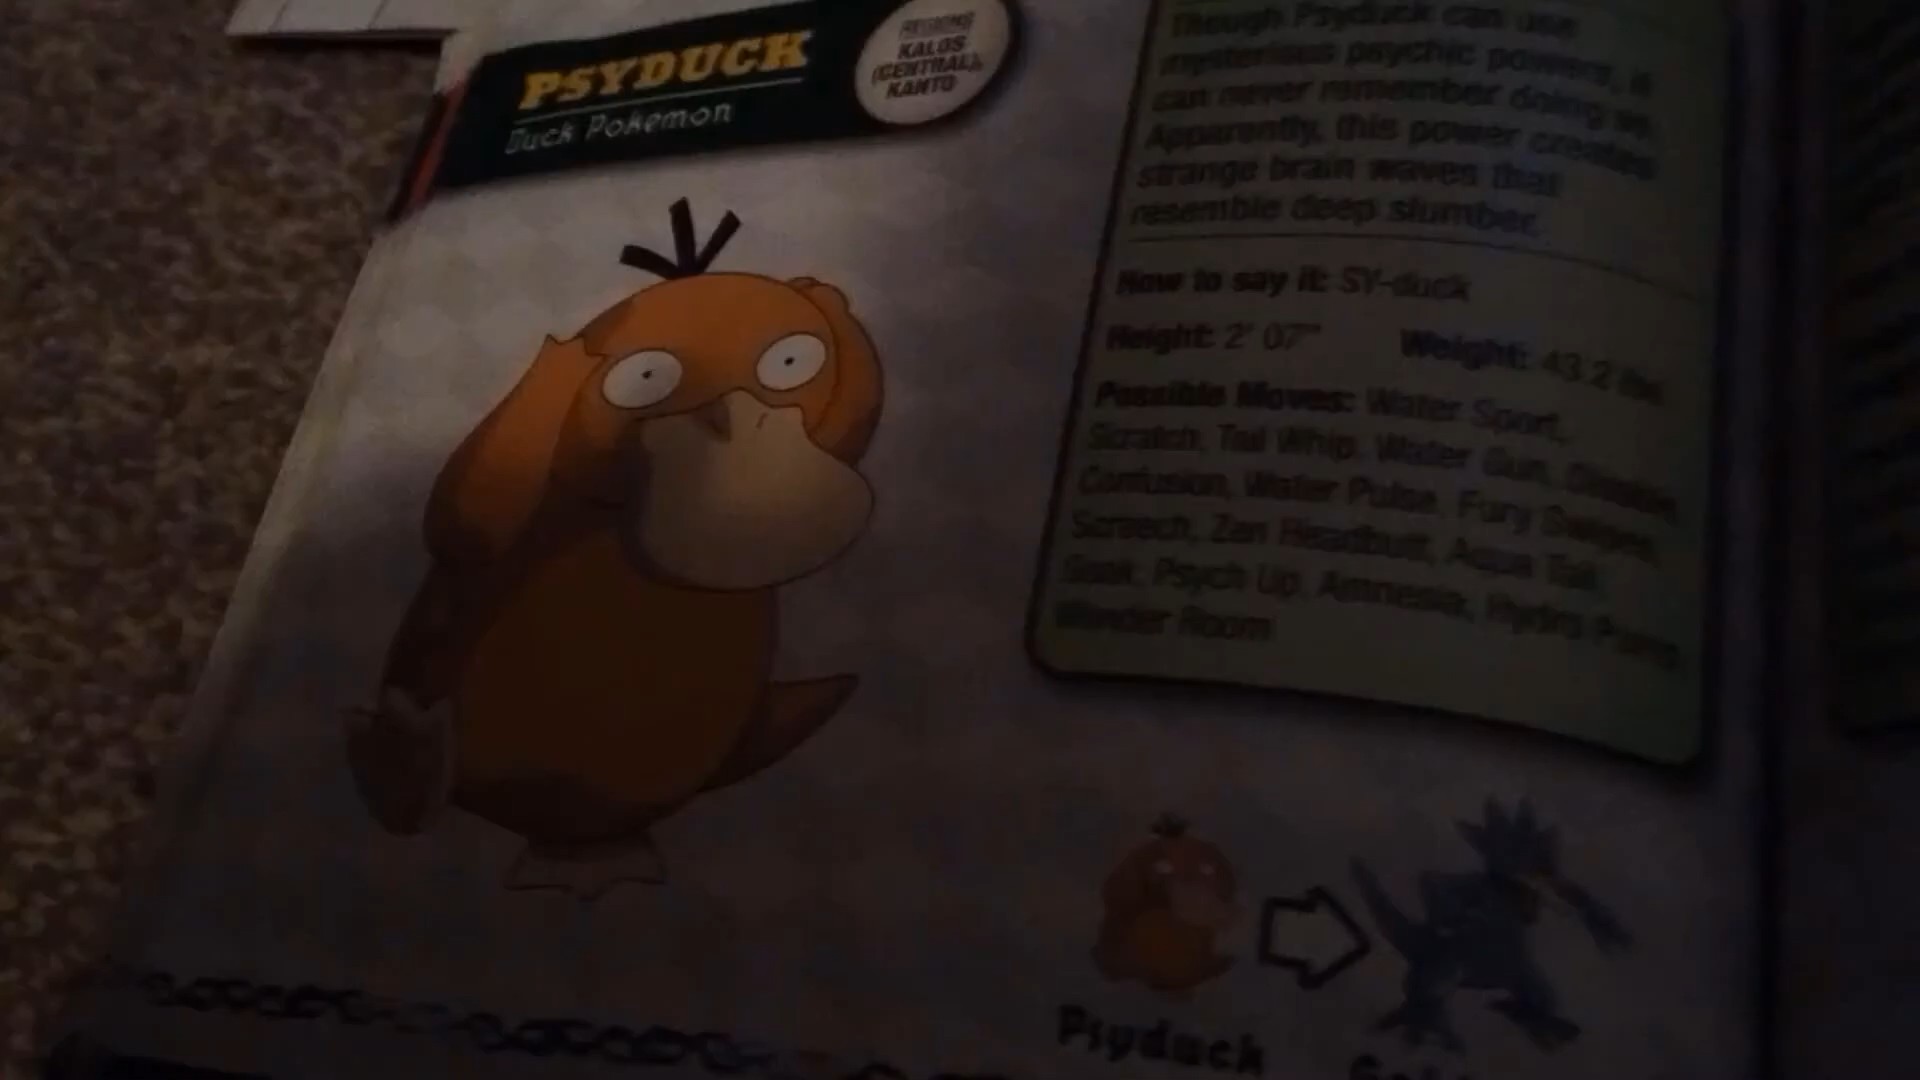 PSYDUCK
Duck Pokémon
REGIONS
KALOS
(CENTRAL),
KANTO
Though Psyduck can use
mysterious psychic powers, it
can never remember doing so.
Apparently, this power creates
strange brain waves that
resemble deep slumber.
How to say it: SY-duck
Height: 2' 07" Weight: 43.2 lbs.
Possible Moves: Water Sport,
Scratch, Tail Whip, Water Gun,
Confusion, Water Pulse, Fury Swipes,
Screech, Zen Headbutt, Aqua Tail,
Soak, Psych Up, Amnesia, Hydro Pump,
Wonder Room
Psyduck